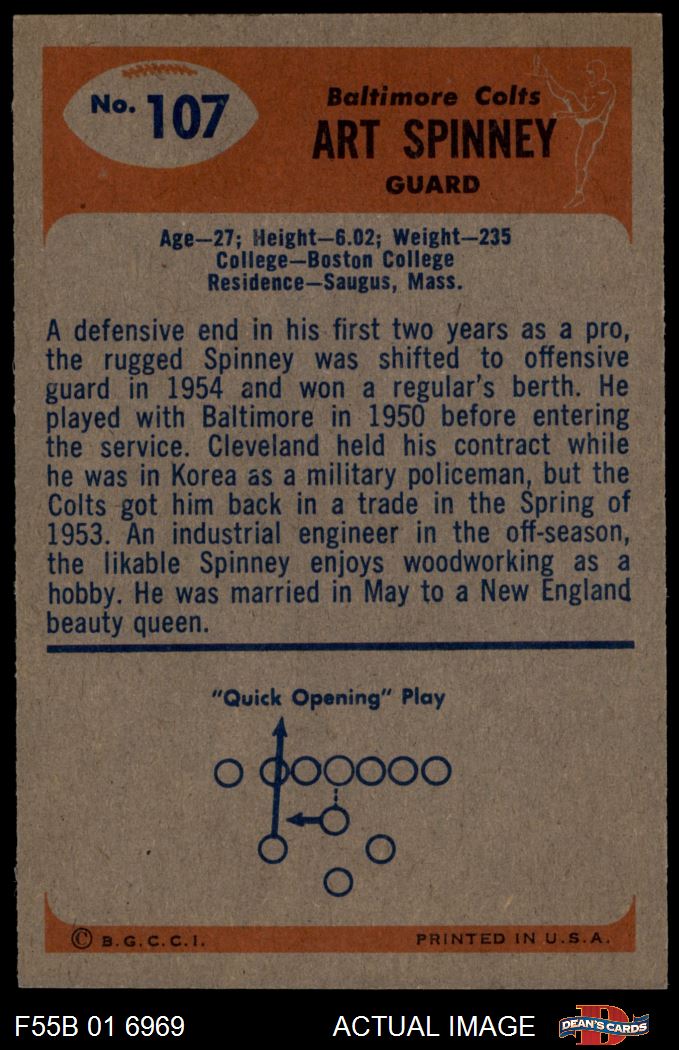 No. 107
Baltimore Colts
ART SPINNEY
GUARD
Age—27; Height—6.02; Weight—235
College—Boston College
Residence—Saugus, Mass.
A defensive end in his first two years as a pro,
the rugged Spinney was shifted to offensive
guard in 1954 and won a regular's berth. He
played with Baltimore in 1950 before entering
the service. Cleveland held his contract while
he was in Korea as a military policeman, but the
Colts got him back in a trade in the Spring of
1953. An industrial engineer in the off-season,
the likable Spinney enjoys woodworking as a
hobby. He was married in May to a New England
beauty queen.
"Quick Opening" Play
© B.G.C.C.I.
PRINTED IN U.S.A.
F55B 01 6969
ACTUAL IMAGE
D
DEAN'S CARDS